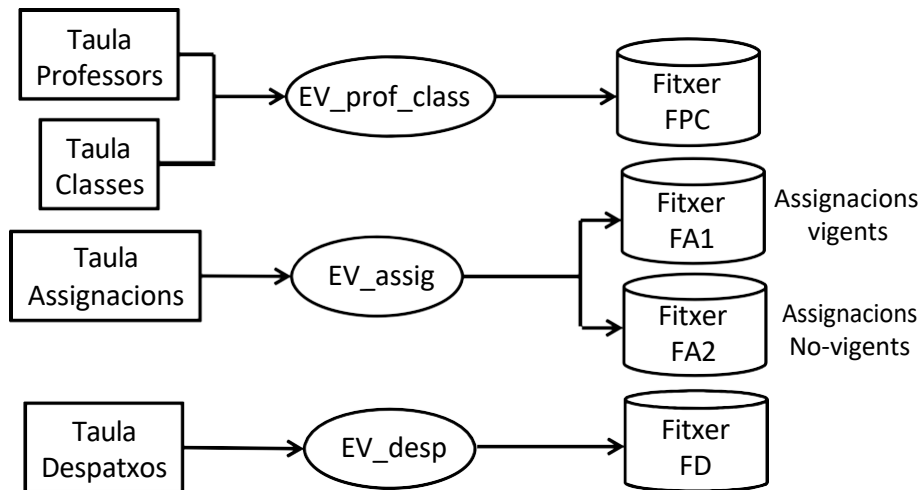 Taula
Professors
EV_prof_class
Fitxer
FPC
Taula
Classes
Fitxer
FA1
Assignacions
vigents
Taula
Assignacions
EV_assig
Fitxer
FA2
Assignacions
No-vigents
Taula
Despatxos
EV_desp
Fitxer
FD